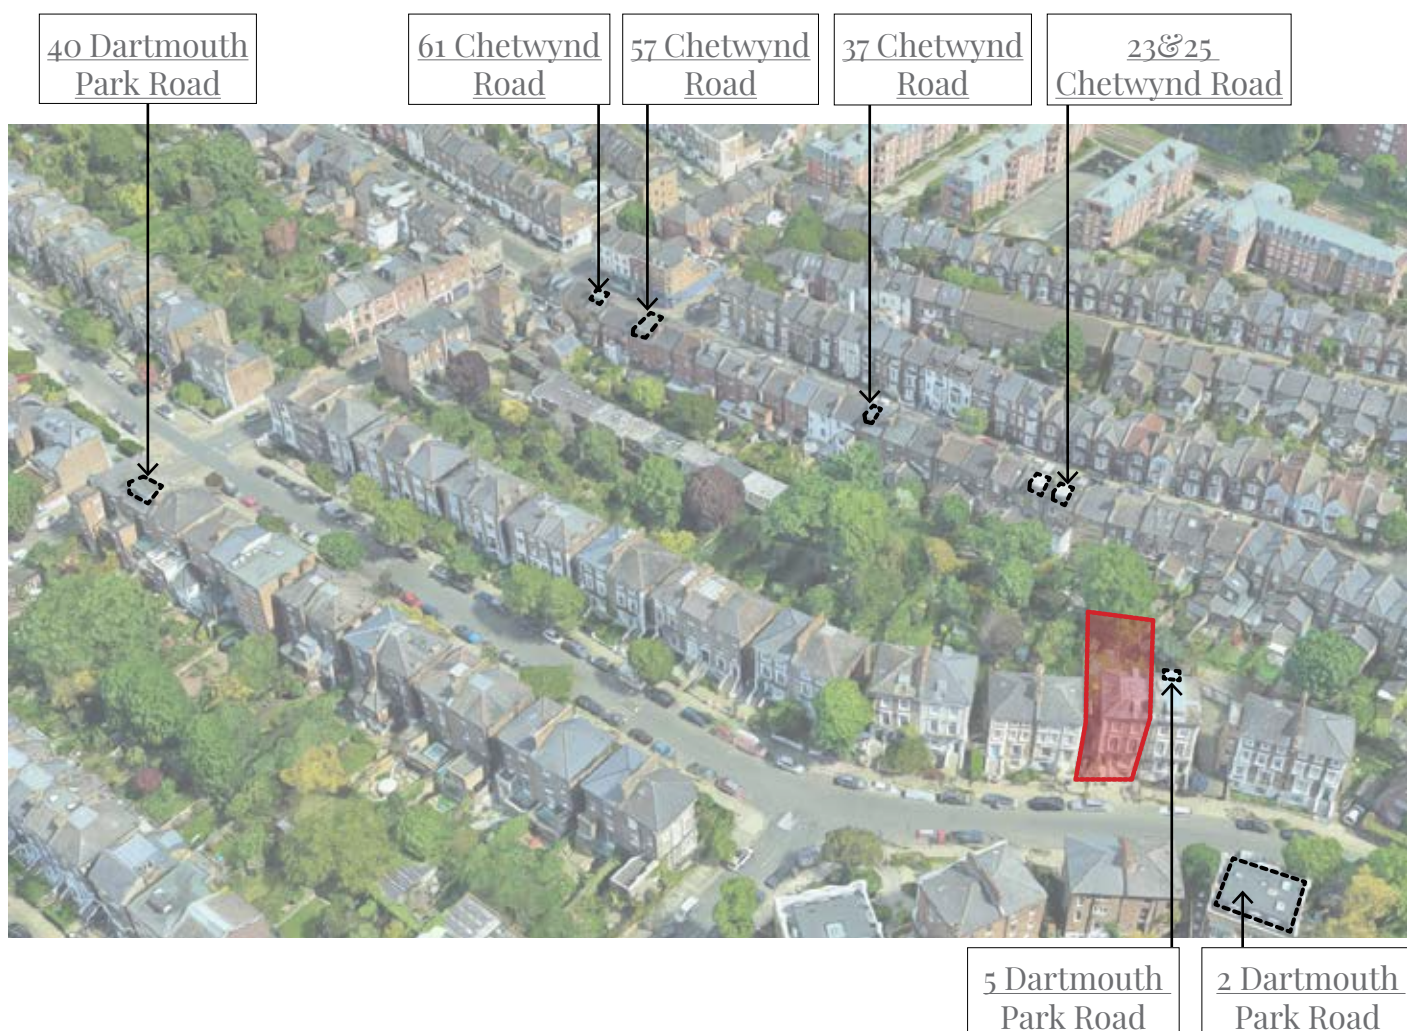 40 Dartmouth
Park Road
61 Chetwynd
Road
57 Chetwynd
Road
37 Chetwynd
Road
23&25
Chetwynd Road
5 Dartmouth
Park Road
2 Dartmouth
Park Road